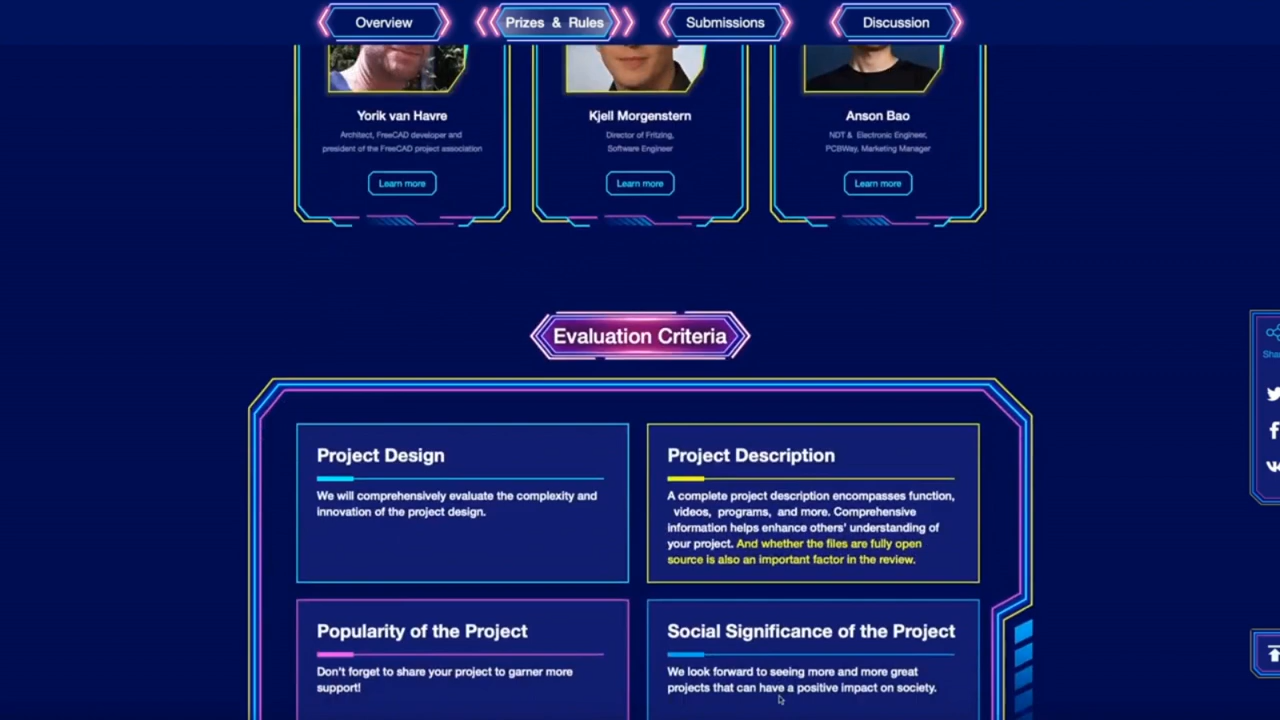 Overview
Prizes & Rules
Submissions
Discussion
Yorik van Havre
Architect, FreeCAD developer and
president of the FreeCAD project association
Learn more
Kjell Morgenstern
Director of Fritzing,
Software Engineer
Learn more
Anson Bao
NDT & Electronic Engineer,
PCBWay, Marketing Manager
Learn more
Evaluation Criteria
Project Design
We will comprehensively evaluate the complexity and
innovation of the project design.
Project Description
A complete project description encompasses function,
videos, programs, and more. Comprehensive
information helps enhance others' understanding of
your project. And whether the files are fully open
source is also an important factor in the review.
Popularity of the Project
Don't forget to share your project to garner more
support!
Social Significance of the Project
We look forward to seeing more and more great
projects that can have a positive impact on society.